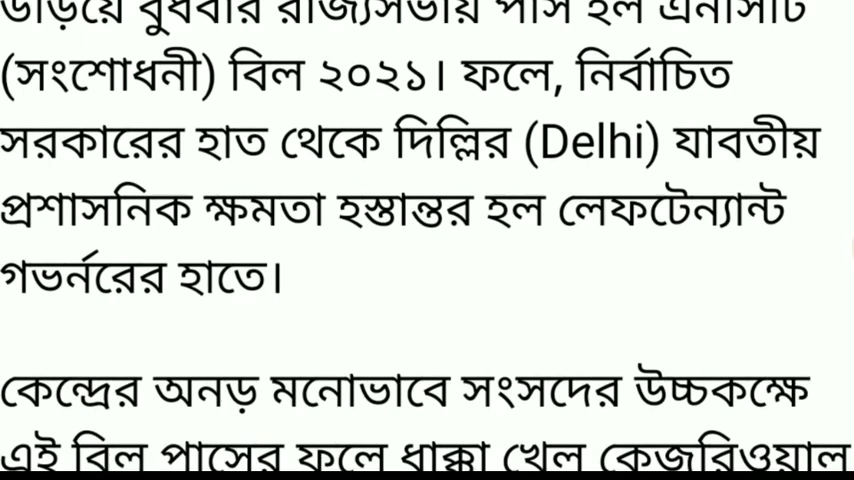 উড়িয়ে বুধবার রাজ্যসভায় পাস হল এনসিটি
(সংশোধনী) বিল ২০২১। ফলে, নির্বাচিত
সরকারের হাত থেকে দিল্লির (Delhi) যাবতীয়
প্রশাসনিক ক্ষমতা হস্তান্তর হল লেফটেন্যান্ট
গভর্নরের হাতে।
কেন্দ্রের অনড় মনোভাবে সংসদের উচ্চকক্ষে
এই বিল পাসের ফলে ধাক্কা খেল কেজরিওয়াল